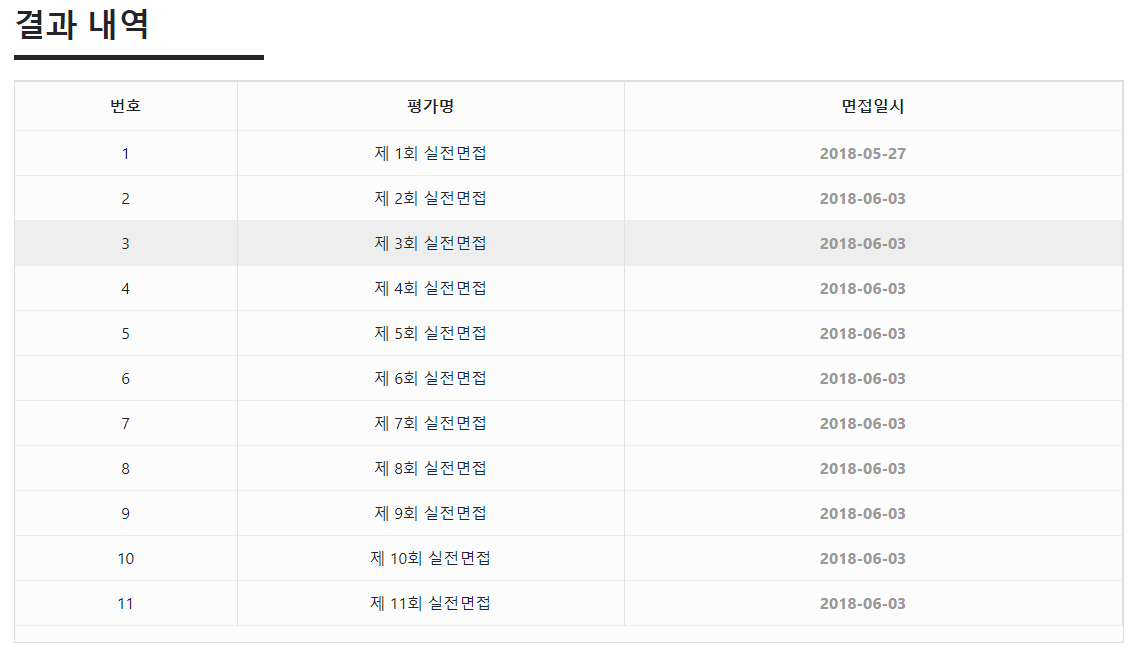 결과 내역
번호 평가명 면접일시
1 제 1회 실전면접 2018-05-27
2 제 2회 실전면접 2018-06-03
3 제 3회 실전면접 2018-06-03
4 제 4회 실전면접 2018-06-03
5 제 5회 실전면접 2018-06-03
6 제 6회 실전면접 2018-06-03
7 제 7회 실전면접 2018-06-03
8 제 8회 실전면접 2018-06-03
9 제 9회 실전면접 2018-06-03
10 제 10회 실전면접 2018-06-03
11 제 11회 실전면접 2018-06-03